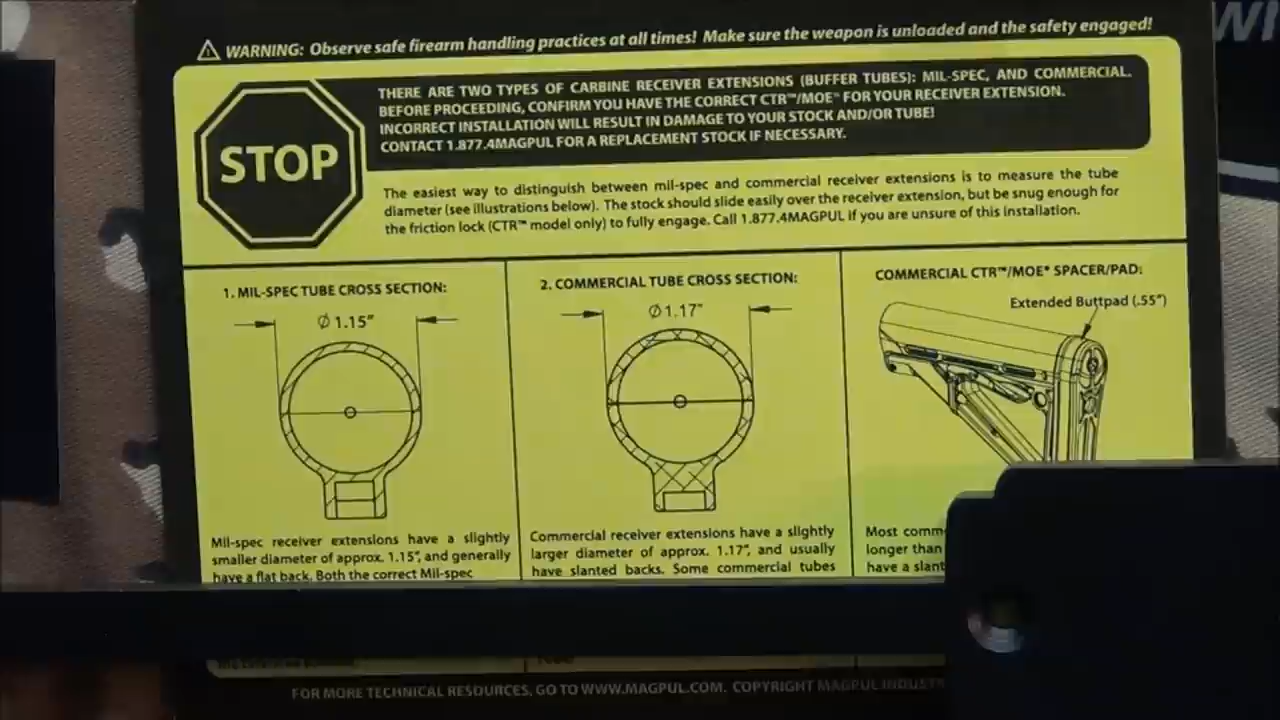 WARNING: Observe safe firearm handling practices at all times! Make sure the weapon is unloaded and the safety engaged!
STOP
THERE ARE TWO TYPES OF CARBINE RECEIVER EXTENSIONS (BUFFER TUBES): MIL-SPEC, AND COMMERCIAL.
BEFORE PROCEEDING, CONFIRM YOU HAVE THE CORRECT CTR™/MOE® FOR YOUR RECEIVER EXTENSION.
INCORRECT INSTALLATION WILL RESULT IN DAMAGE TO YOUR STOCK AND/OR TUBE!
CONTACT 1.877.4MAGPUL FOR A REPLACEMENT STOCK IF NECESSARY.
The easiest way to distinguish between mil-spec and commercial receiver extensions is to measure the tube
diameter (see illustrations below). The stock should slide easily over the receiver extension, but be snug enough for
the friction lock (CTR™ model only) to fully engage. Call 1.877.4MAGPUL if you are unsure of this installation.
1. MIL-SPEC TUBE CROSS SECTION:
Ø 1.15"
Mil-spec receiver extensions have a slightly
smaller diameter of approx. 1.15", and generally
have a flat back. Both the correct Mil-spec
2. COMMERCIAL TUBE CROSS SECTION:
Ø 1.17"
Commercial receiver extensions have a slightly
larger diameter of approx. 1.17", and usually
have slanted backs. Some commercial tubes
COMMERCIAL CTR™/MOE® SPACER/PAD:
Extended Buttpad (.55")
Most comm
longer than
have a slant
FOR MORE TECHNICAL RESOURCES, GO TO WWW.MAGPUL.COM. COPYRIGHT MAGPUL INDUST
WI